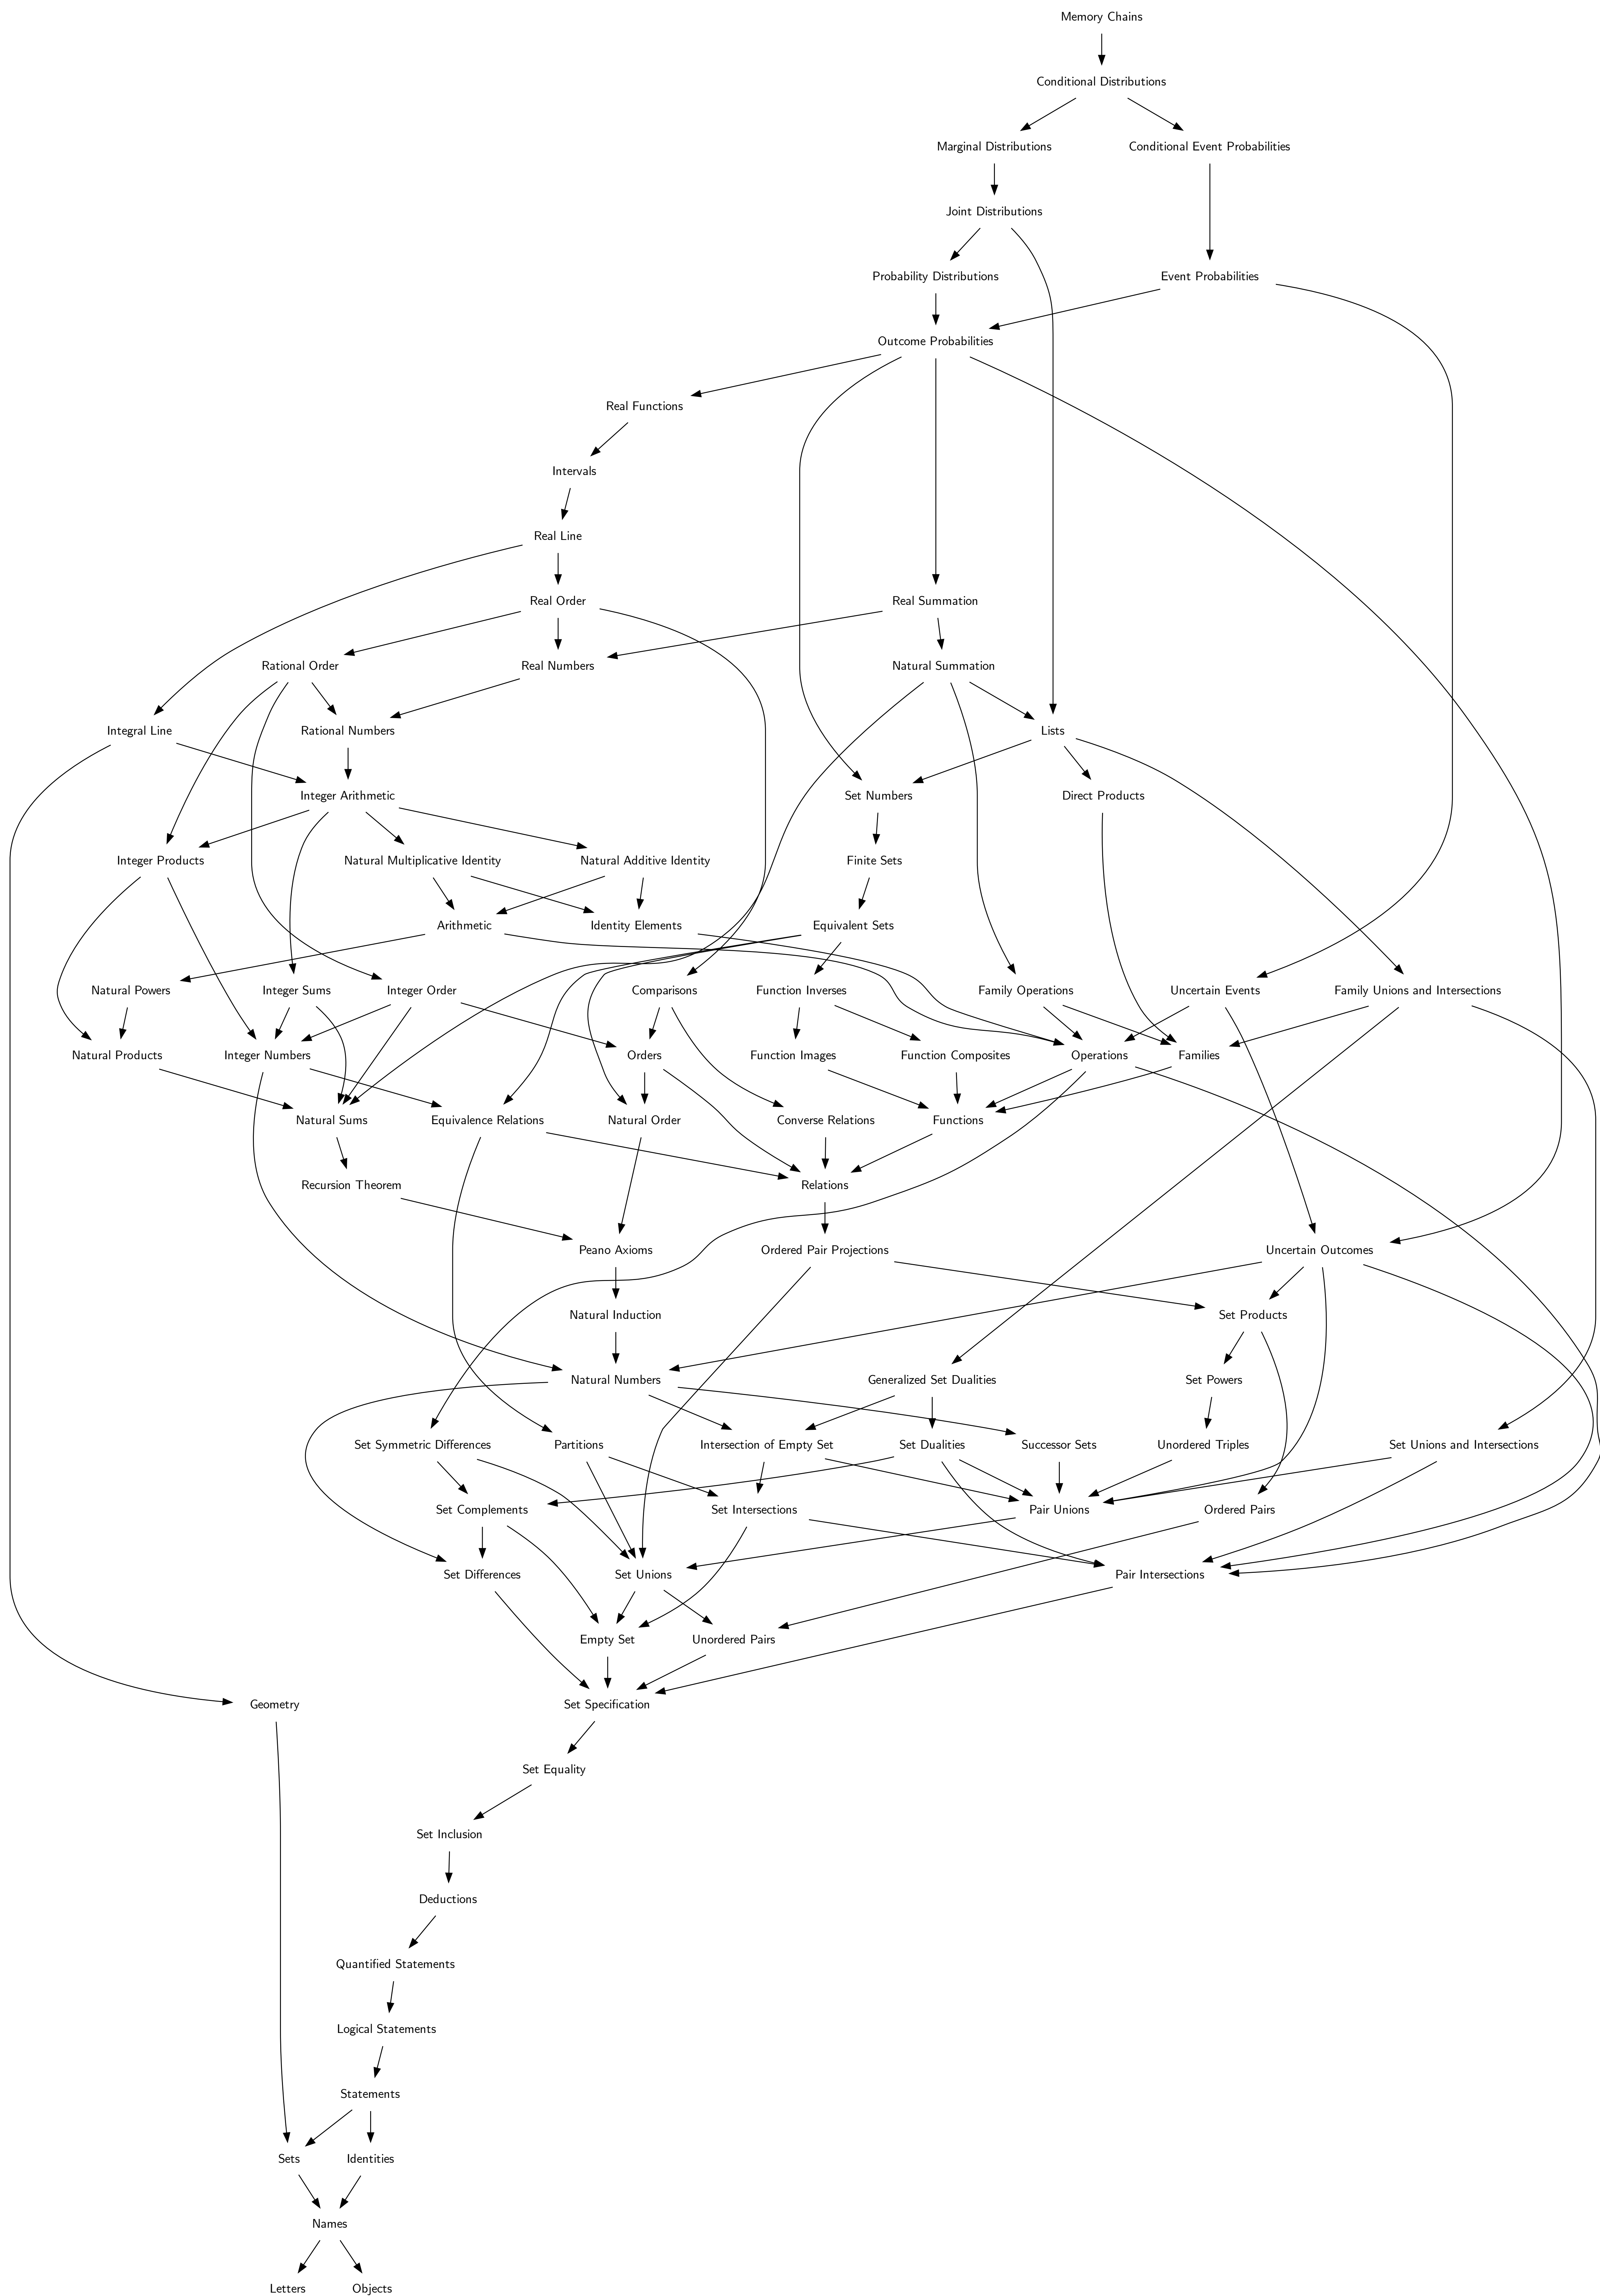 Memory Chains
Conditional Distributions
Marginal Distributions
Conditional Event Probabilities
Joint Distributions
Probability Distributions
Event Probabilities
Outcome Probabilities
Real Functions
Intervals
Real Line
Real Order
Real Summation
Rational Order
Real Numbers
Natural Summation
Integral Line
Rational Numbers
Lists
Integer Arithmetic
Set Numbers
Direct Products
Integer Products
Natural Multiplicative Identity
Natural Additive Identity
Finite Sets
Arithmetic
Identity Elements
Equivalent Sets
Natural Powers
Integer Sums
Integer Order
Comparisons
Function Inverses
Family Operations
Uncertain Events
Family Unions and Intersections
Natural Products
Integer Numbers
Orders
Function Images
Function Composites
Operations
Families
Natural Sums
Equivalence Relations
Natural Order
Converse Relations
Functions
Recursion Theorem
Relations
Peano Axioms
Ordered Pair Projections
Uncertain Outcomes
Natural Induction
Set Products
Natural Numbers
Generalized Set Dualities
Set Powers
Set Symmetric Differences
Partitions
Intersection of Empty Set
Set Dualities
Successor Sets
Unordered Triples
Set Unions and Intersections
Set Complements
Set Intersections
Pair Unions
Ordered Pairs
Set Differences
Set Unions
Pair Intersections
Empty Set
Unordered Pairs
Geometry
Set Specification
Set Equality
Set Inclusion
Deductions
Quantified Statements
Logical Statements
Statements
Sets
Identities
Names
Letters
Objects